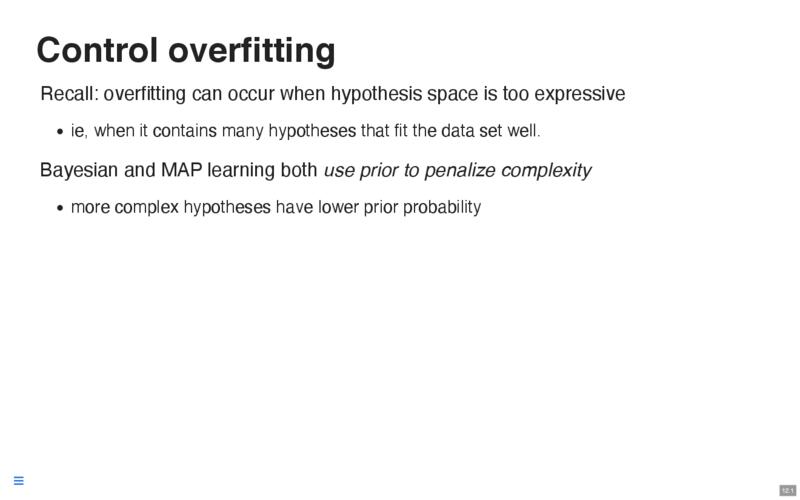 Control overfitting
Recall: overfitting can occur when hypothesis space is too expressive
• ie, when it contains many hypotheses that fit the data set well.
Bayesian and MAP learning both use prior to penalize complexity
• more complex hypotheses have lower prior probability
12.1